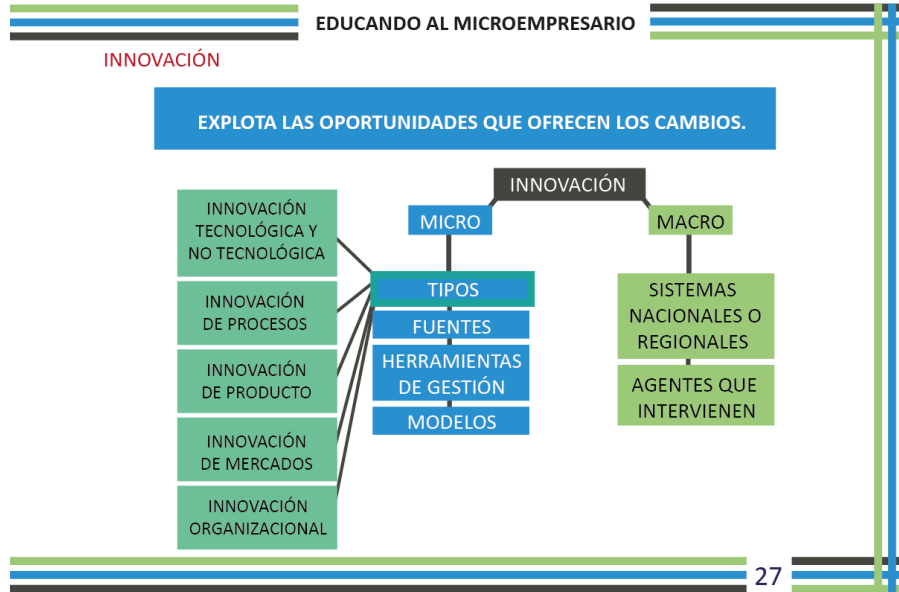 EDUCANDO AL MICROEMPRESARIO
INNOVACIÓN
EXPLOTA LAS OPORTUNIDADES QUE OFRECEN LOS CAMBIOS.
INNOVACIÓN
MICRO
MACRO
INNOVACIÓN
TECNOLÓGICA Y
NO TECNOLÓGICA
INNOVACIÓN
DE PROCESOS
INNOVACIÓN
DE PRODUCTO
INNOVACIÓN
DE MERCADOS
INNOVACIÓN
ORGANIZACIONAL
TIPOS
FUENTES
HERRAMIENTAS
DE GESTIÓN
MODELOS
SISTEMAS
NACIONALES O
REGIONALES
AGENTES QUE
INTERVIENEN
27